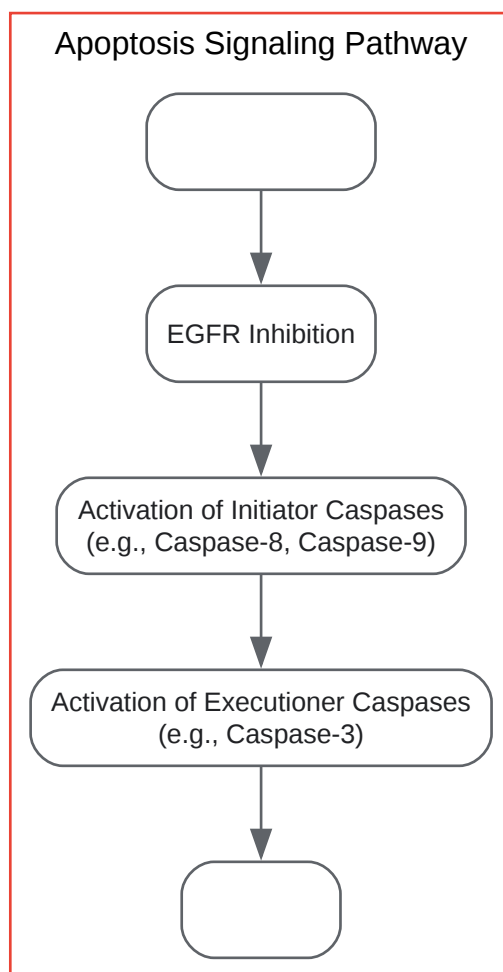 Apoptosis Signaling Pathway
EGFR Inhibition
Activation of Initiator Caspases
(e.g., Caspase-8, Caspase-9)
Activation of Executioner Caspases
(e.g., Caspase-3)